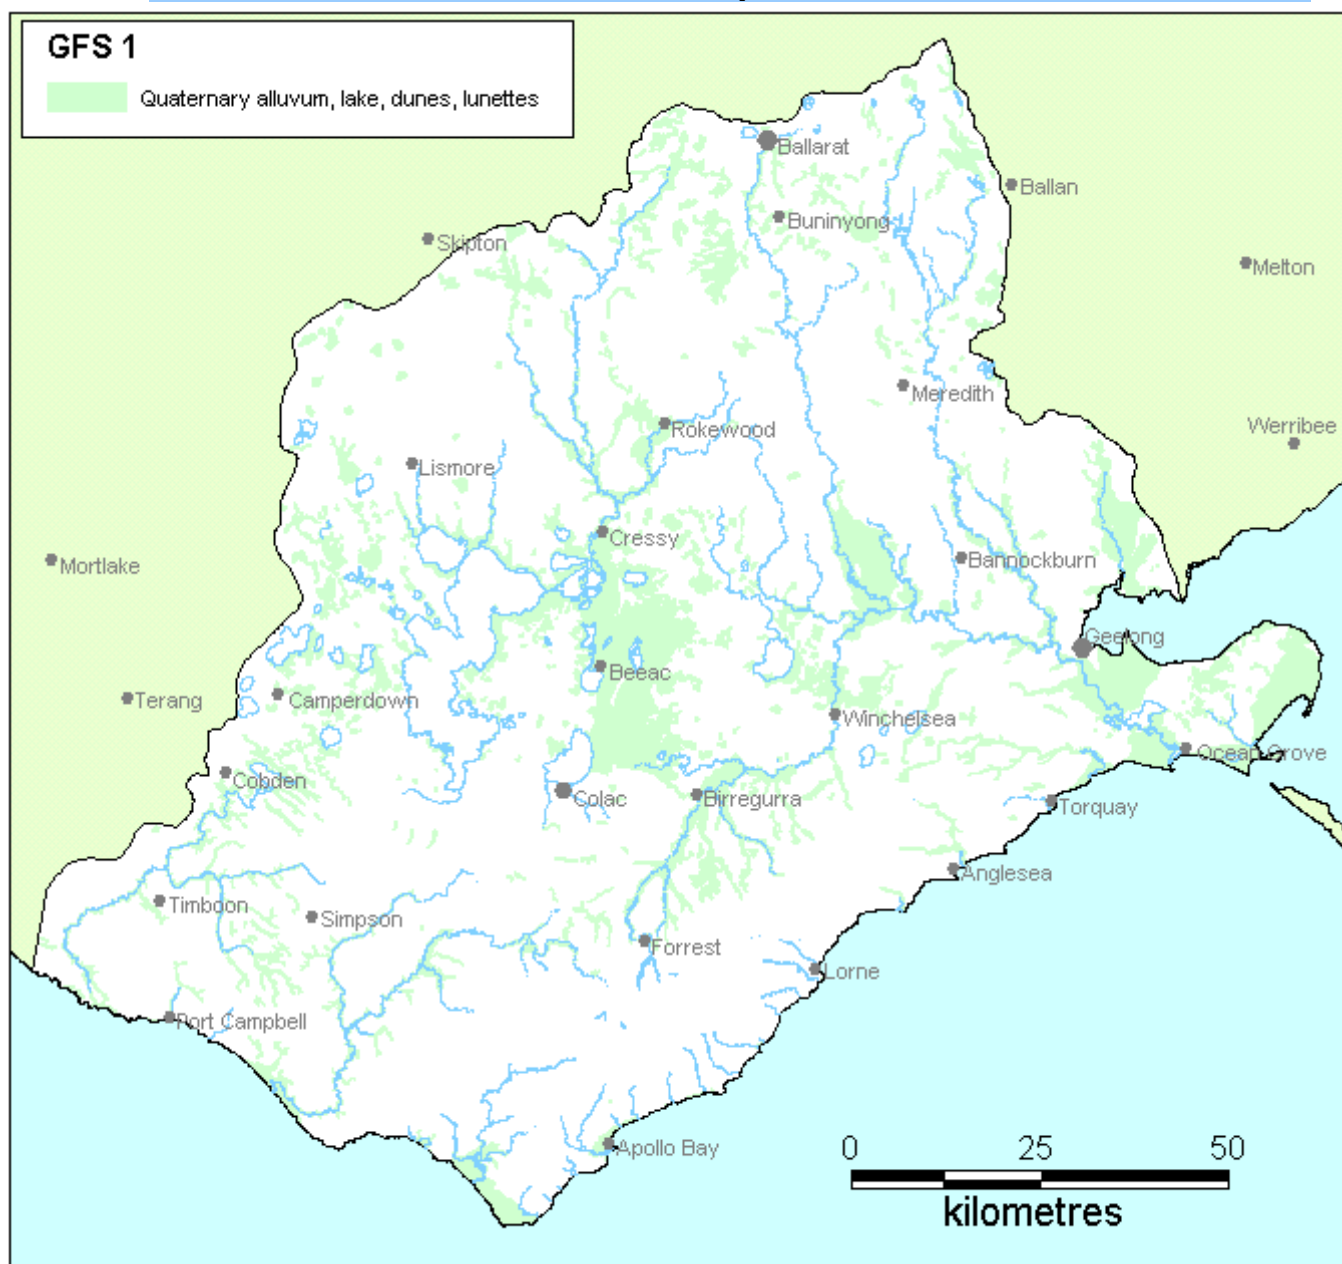 GFS 1
Quaternary alluvum, lake, dunes, lunettes
Ballarat
Ballan
Buninyong
Skipton
Melton
Meredith
Rokewood
Werribee
Lismore
Cressy
Bannockburn
Mortlake
Geelong
Beeac
Terang
Camperdown
Winchelsea
Ocean Grove
Cobden
Colac
Birregurra
Torquay
Anglesea
Timboon
Simpson
Forrest
Lorne
Port Campbell
Apollo Bay
0 25 50
kilometres